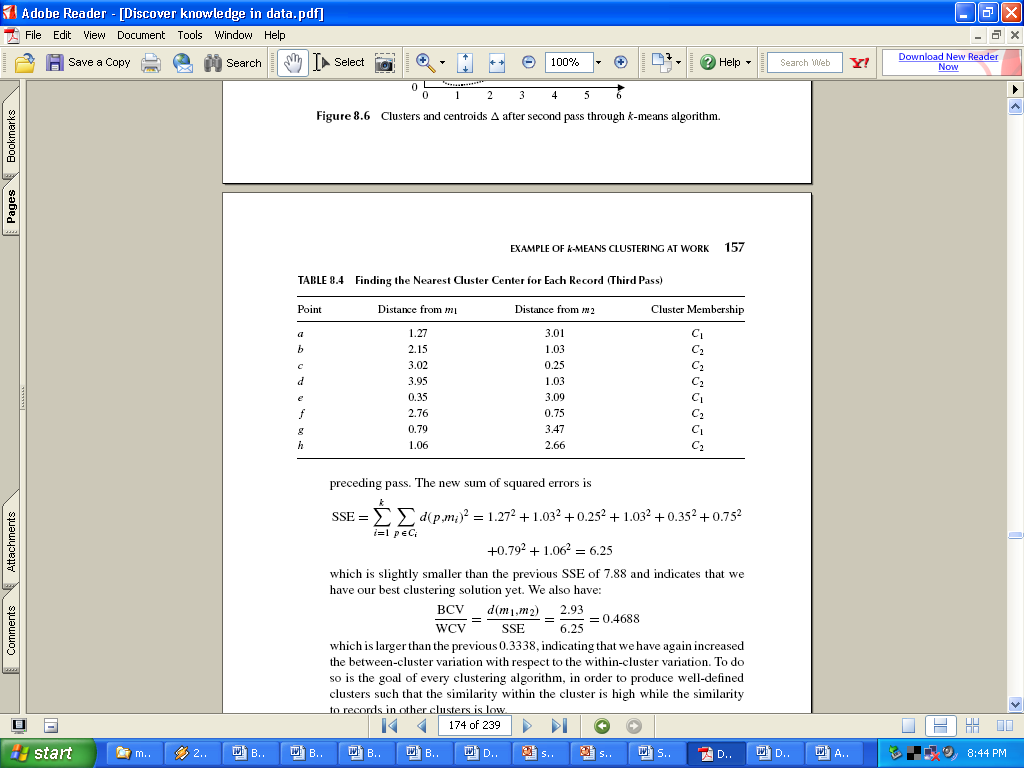 Adobe Reader - [Discover knowledge in data.pdf]
File Edit View Document Tools Window Help
Save a Copy Search Select 100% Help Search Web Y! Download New Reader Now
Bookmarks
Pages
Attachments
Comments
0
0 1 2 3 4 5 6
Figure 8.6 Clusters and centroids Δ after second pass through k-means algorithm.
EXAMPLE OF k-MEANS CLUSTERING AT WORK 157
TABLE 8.4 Finding the Nearest Cluster Center for Each Record (Third Pass)
Point Distance from m1 Distance from m2 Cluster Membership
a 1.27 3.01 C1
b 2.15 1.03 C2
c 3.02 0.25 C2
d 3.95 1.03 C2
e 0.35 3.09 C1
f 2.76 0.75 C2
g 0.79 3.47 C1
h 1.06 2.66 C2
preceding pass. The new sum of squared errors is
SSE = ∑_{i=1}^{k} ∑_{p∈Ci} d(p,mi)² = 1.27² + 1.03² + 0.25² + 1.03² + 0.35² + 0.75²
+0.79² + 1.06² = 6.25
which is slightly smaller than the previous SSE of 7.88 and indicates that we
have our best clustering solution yet. We also have:
BCV/WCV = d(m1,m2)/SSE = 2.93/6.25 = 0.4688
which is larger than the previous 0.3338, indicating that we have again increased
the between-cluster variation with respect to the within-cluster variation. To do
so is the goal of every clustering algorithm, in order to produce well-defined
clusters such that the similarity within the cluster is high while the similarity
to records in other clusters is low.
174 of 239
start m.. 2.. B.. B.. B.. B.. D.. s.. s.. S.. D.. D.. A.. 8:44 PM